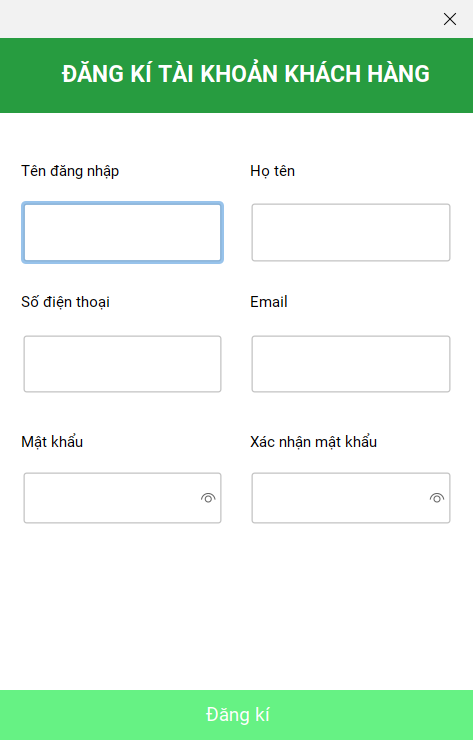 ĐĂNG KÍ TÀI KHOẢN KHÁCH HÀNG
Tên đăng nhập
Họ tên
Số điện thoại
Email
Mật khẩu
Xác nhận mật khẩu
Đăng kí